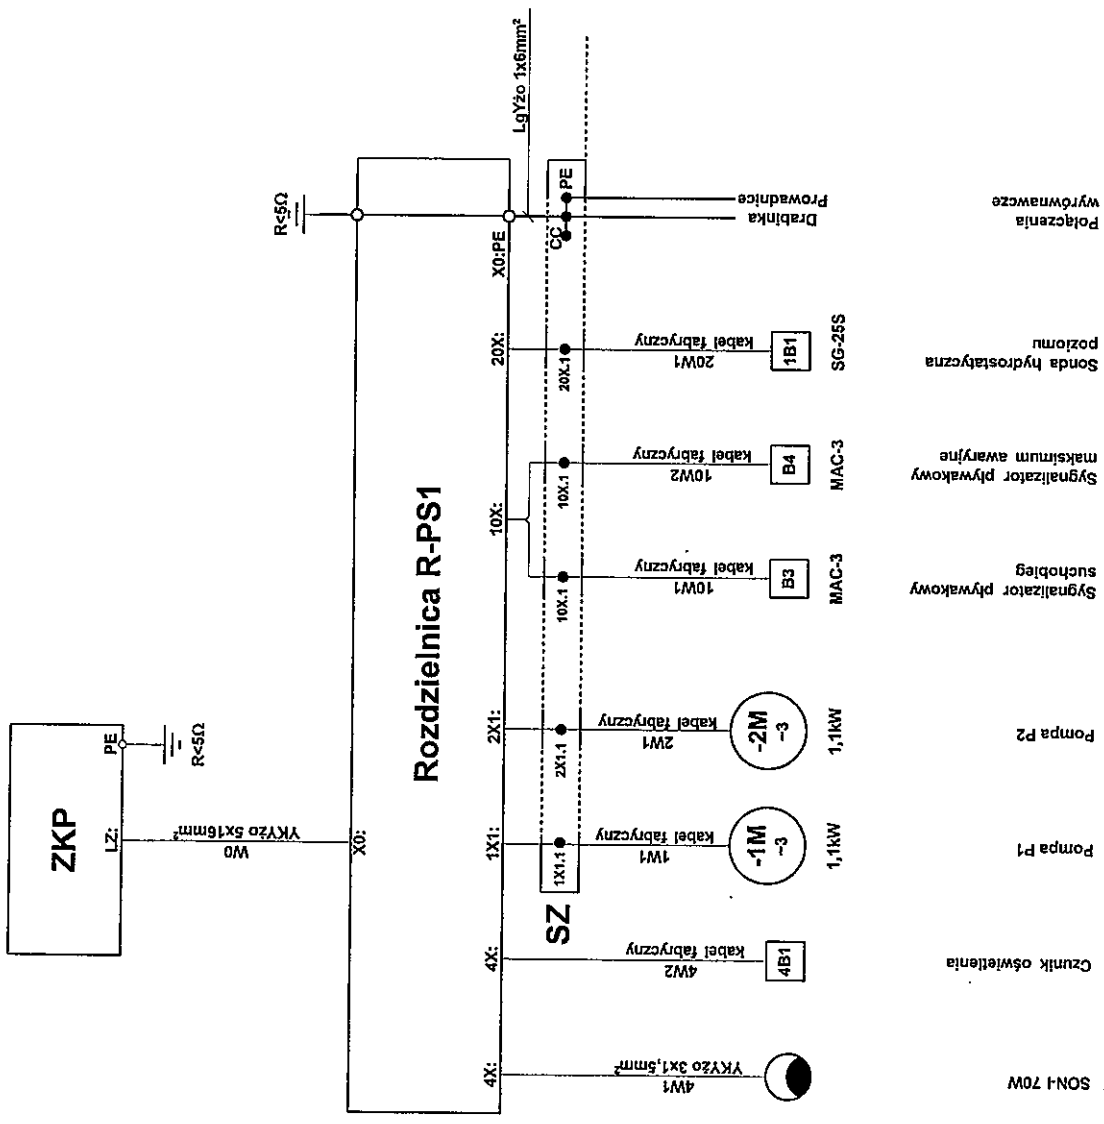 ZKP
LZ:
PE
R<5Ω
W0
YKYżo 5x16mm²
R<5Ω
X0:
Rozdzielnica R-PS1
4X:
4X:
1X1:
2X1:
10X:
20X:
X0:PE
LgYżo 1x6mm²
SZ
1X1.1
2X1.1
10X.1
10X.1
20X.1
CC
PE
4W1
YKYżo 3x1,5mm²
4W2
kabel fabryczny
1W1
kabel fabryczny
2W1
kabel fabryczny
10W1
kabel fabryczny
10W2
kabel fabryczny
20W1
kabel fabryczny
Drabinka
Prowadnice
4B1
-1M
~3
-2M
~3
B3
B4
1B1
1,1kW
1,1kW
MAC-3
MAC-3
SG-25S
SON-I 70W
Czunik oświetlenia
Pompa P1
Pompa P2
Sygnalizator pływakowy
suchobieg
Sygnalizator pływakowy
maksimum awaryjne
Sonda hydrostatyczna
poziomu
Połączenia
wyrównawcze